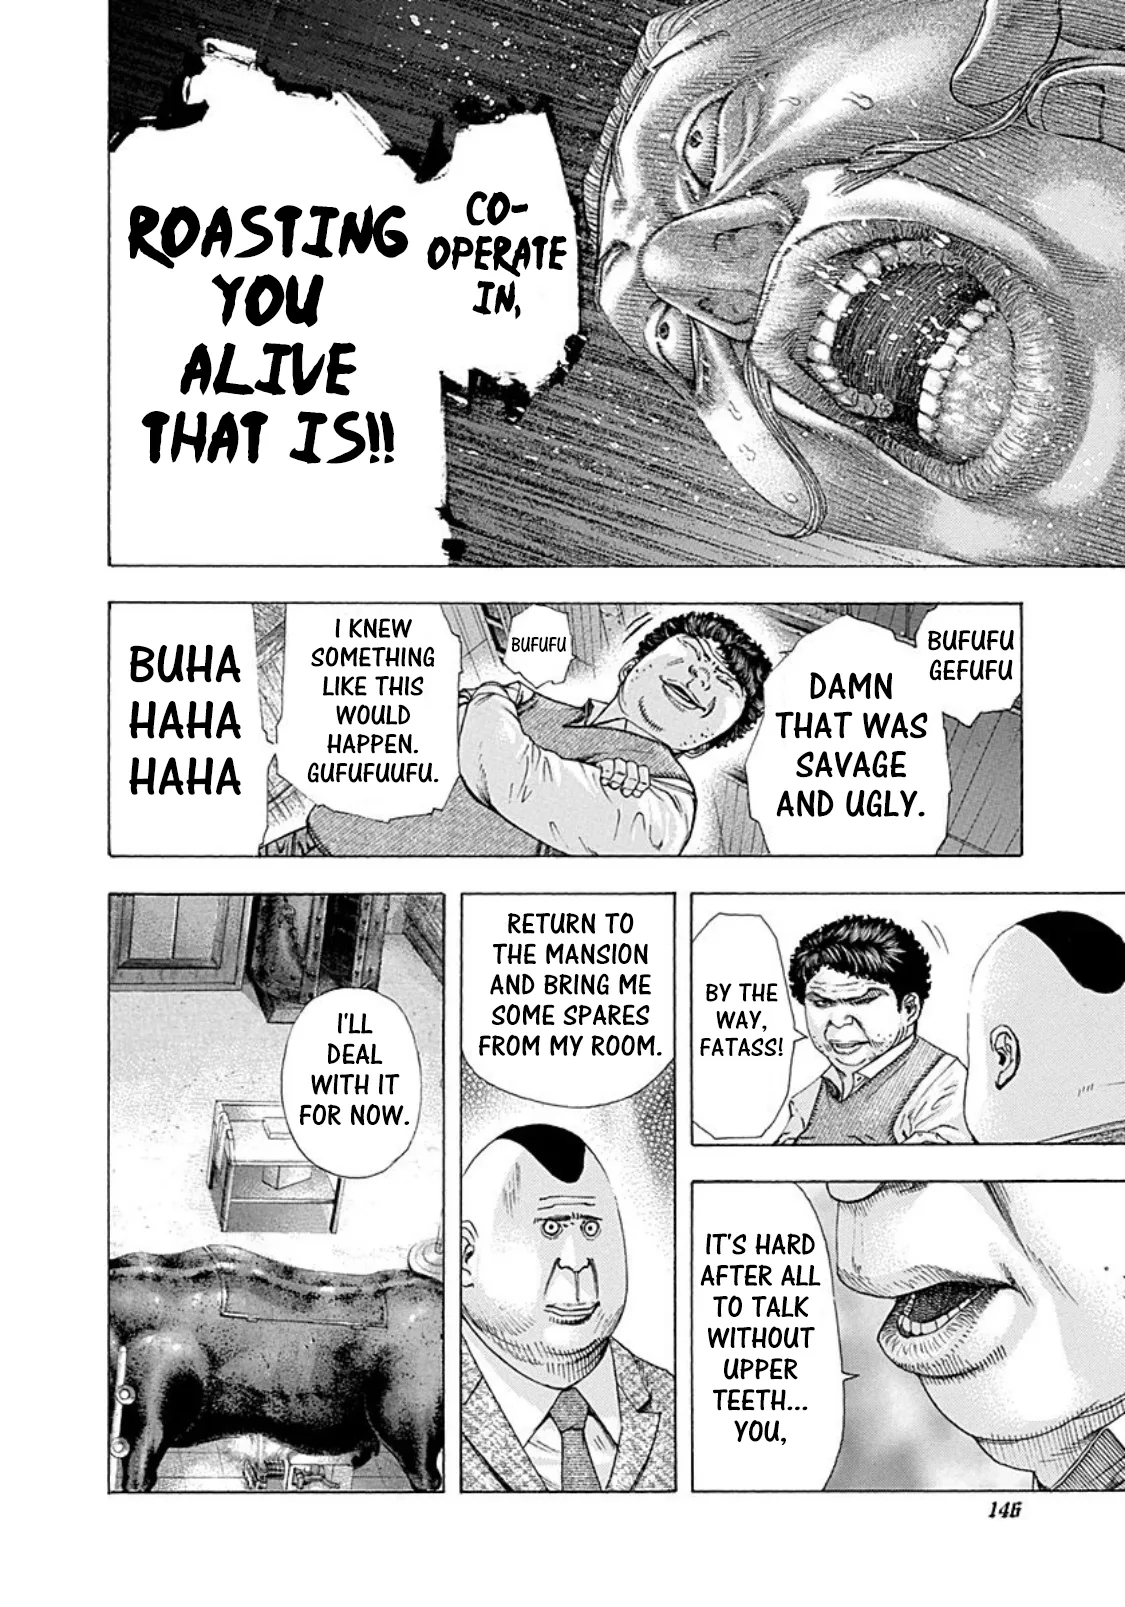 CO-
OPERATE
IN,
ROASTING
YOU
ALIVE
THAT IS!!
BUFUFU
GEFUFU
DAMN
THAT WAS
SAVAGE
AND UGLY.
BUFUFU
I KNEW
SOMETHING
LIKE THIS
WOULD
HAPPEN.
GUFUFUUFU.
BUHA
HAHA
HAHA
BY THE
WAY,
FATASS!
IT'S HARD
AFTER ALL
TO TALK
WITHOUT
UPPER
TEETH...
YOU,
RETURN TO
THE MANSION
AND BRING ME
SOME SPARES
FROM MY ROOM.
I'LL
DEAL
WITH IT
FOR NOW.
146